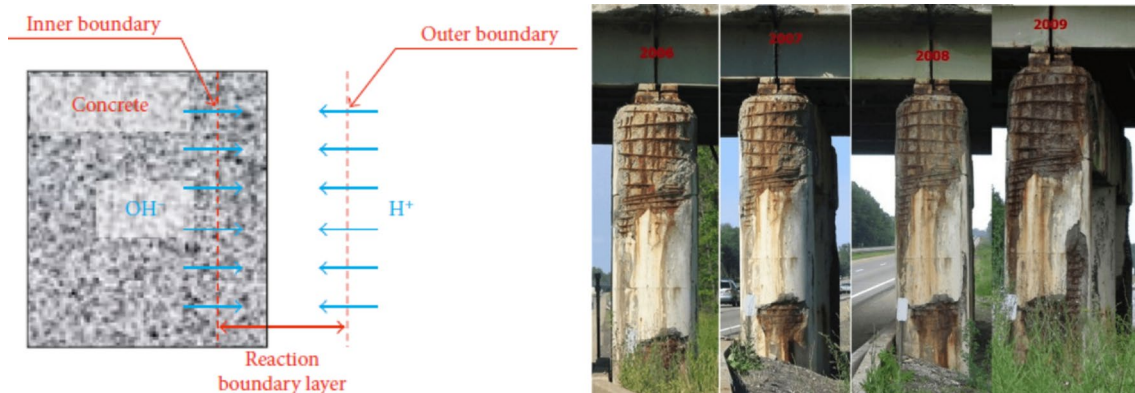 Inner boundary
Outer boundary
Concrete
OH
H⁺
Reaction
boundary layer
2006
2007
2008
2009